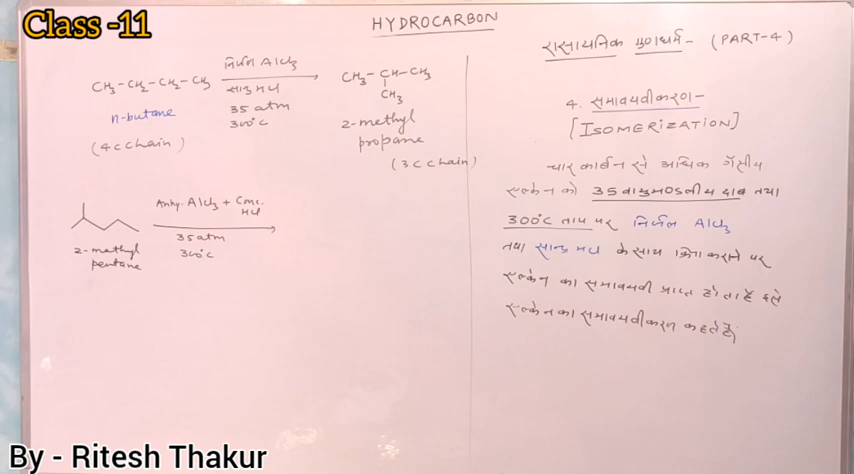 Class -11
HYDROCARBON
रासायनिक गुणधर्म- (PART-4)
CH3-CH2-CH2-CH3
निर्जल AlCl3
सान्द्र HCl
35 atm
300°C
CH3-CH-CH3
CH3
n-butane
(4C Chain)
2-methyl
propane
(3C Chain)
2-methyl
pentane
Anhy. AlCl3 + Conc.
HCl
35 atm
300°C
4. समावयवीकरण-
[ISOMERIZATION]
चार कार्बन से अधिक गैसीय
एल्केन को 35 वायुमण्डलीय दाब तथा
300°C ताप पर निर्जल AlCl3
तथा सान्द्र HCl के साथ क्रिया कराने पर
एल्केन का समावयवी प्राप्त होता है इसे
एल्केन का समावयवीकरण कहते हैं
By - Ritesh Thakur